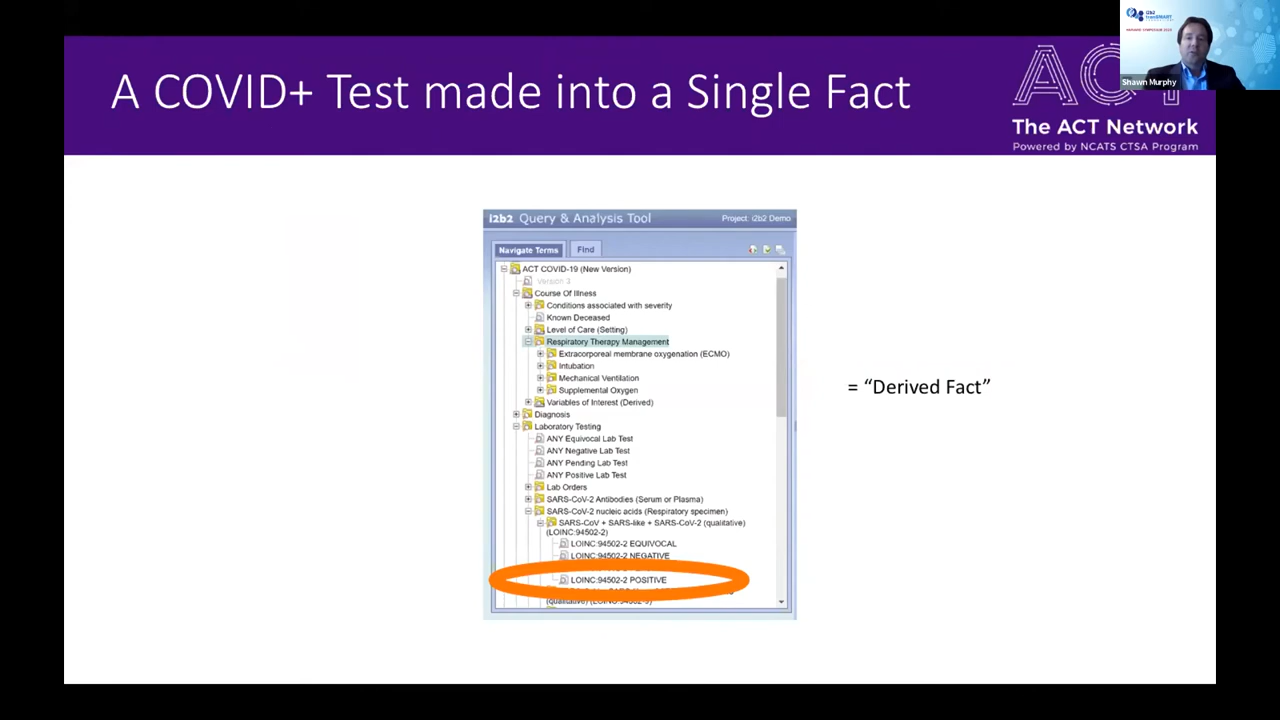 A COVID+ Test made into a Single Fact
ACT
The ACT Network
Powered by NCATS CTSA Program
i2b2
tranSMART
Shawn Murphy
i2b2 Query & Analysis Tool
Project: i2b2 Demo
Navigate Terms
Find
ACT COVID-19 (New Version)
Version 3
Course Of Illness
Conditions associated with severity
Known Deceased
Level of Care (Setting)
Respiratory Therapy Management
Extracorporeal membrane oxygenation (ECMO)
Intubation
Mechanical Ventilation
Supplemental Oxygen
Variables of Interest (Derived)
Diagnosis
Laboratory Testing
ANY Equivocal Lab Test
ANY Negative Lab Test
ANY Pending Lab Test
ANY Positive Lab Test
Lab Orders
SARS-CoV-2 Antibodies (Serum or Plasma)
SARS-CoV-2 nucleic acids (Respiratory specimen)
SARS-CoV + SARS-like + SARS-CoV-2 (qualitative)
(LOINC:94502-2)
LOINC:94502-2 EQUIVOCAL
LOINC:94502-2 NEGATIVE
LOINC:94502-2 POSITIVE
= “Derived Fact”